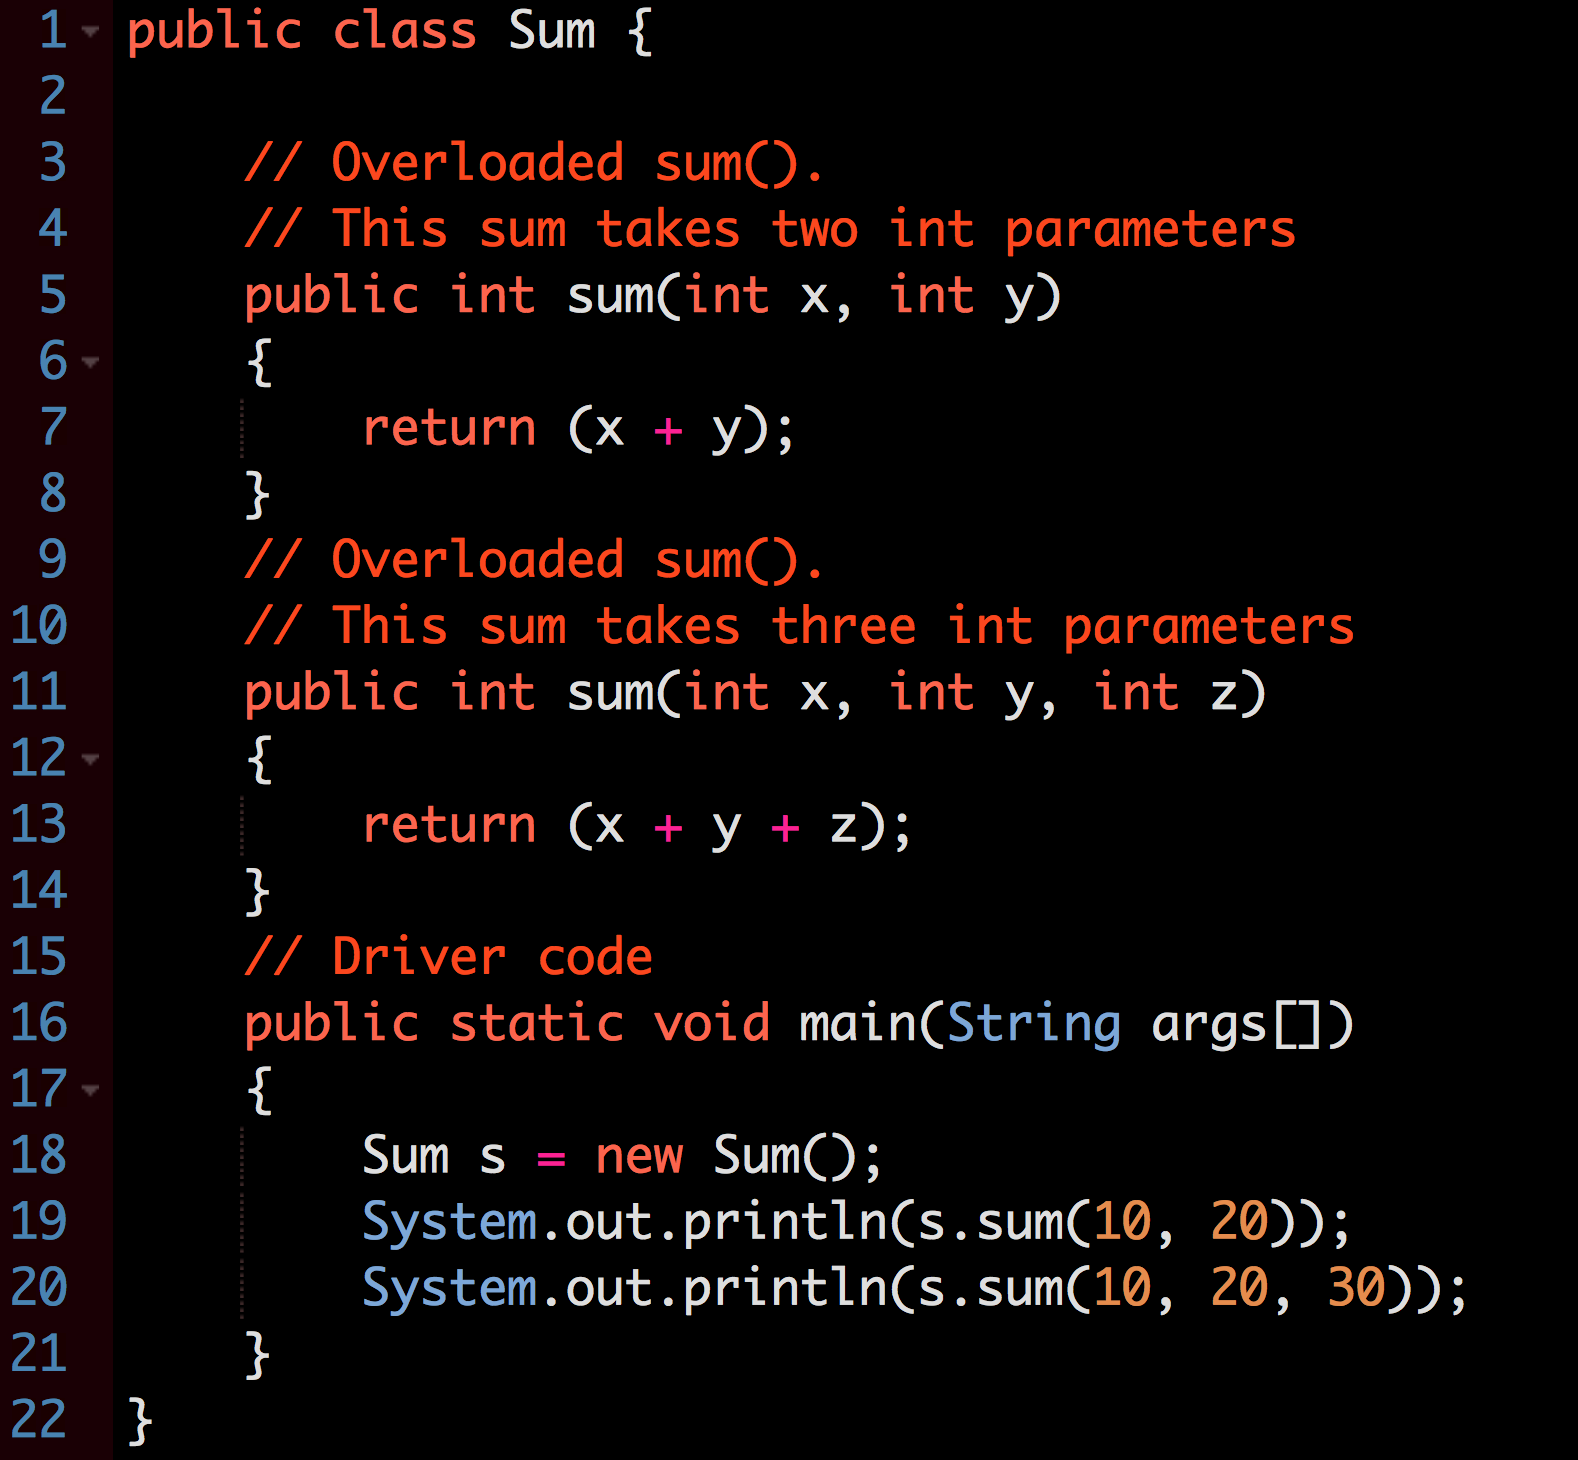 1 public class Sum {
2
3     // Overloaded sum().
4     // This sum takes two int parameters
5     public int sum(int x, int y)
6     {
7         return (x + y);
8     }
9     // Overloaded sum().
10     // This sum takes three int parameters
11     public int sum(int x, int y, int z)
12     {
13         return (x + y + z);
14     }
15     // Driver code
16     public static void main(String args[])
17     {
18         Sum s = new Sum();
19         System.out.println(s.sum(10, 20));
20         System.out.println(s.sum(10, 20, 30));
21     }
22 }